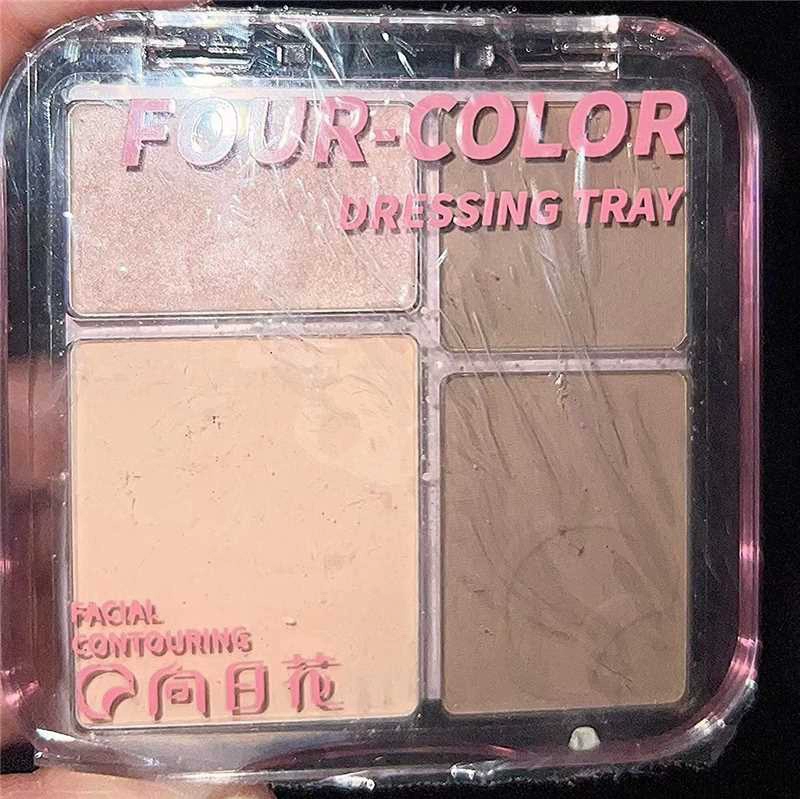 FOUR-COLOR
DRESSING TRAY
FACIAL
CONTOURING
向日花